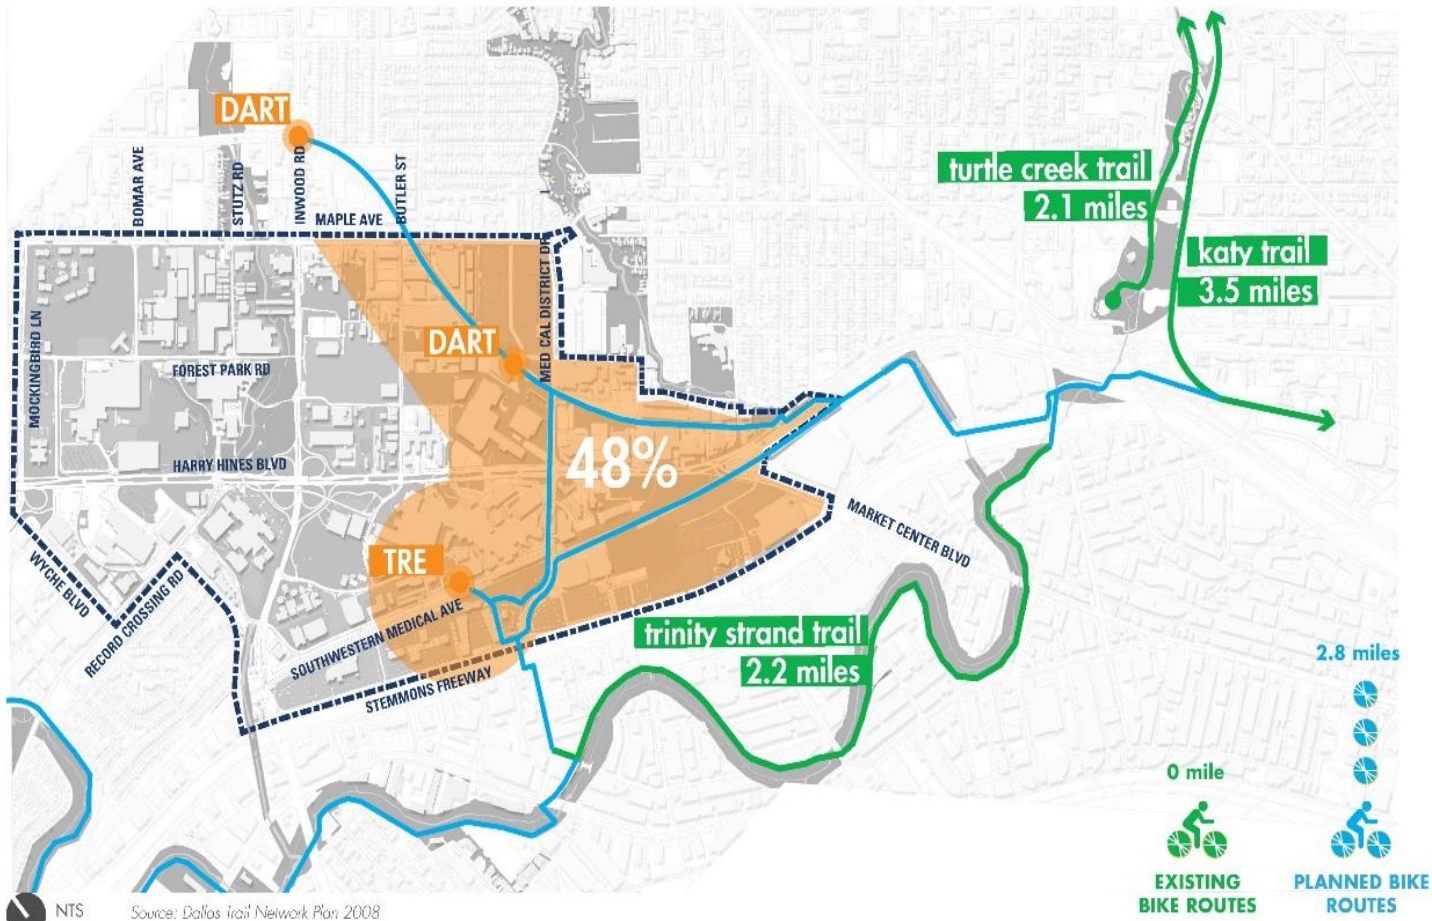 DART
BOMAR AVE
STUTZ RD
INWOOD RD
BUTLER ST
MAPLE AVE
turtle creek trail
2.1 miles
katy trail
3.5 miles
MOCKINGBIRD LN
DART
MED CAL DISTRICT DR
FOREST PARK RD
48%
HARRY HINES BLVD
MARKET CENTER BLVD
TRE
WYCHE BLVD
RECORD CROSSING RD
SOUTHWESTERN MEDICAL AVE
STEMMONS FREEWAY
trinity strand trail
2.2 miles
2.8 miles
0 mile
EXISTING
BIKE ROUTES
PLANNED BIKE
ROUTES
NTS
Source: Dallas Trail Network Plan 2008